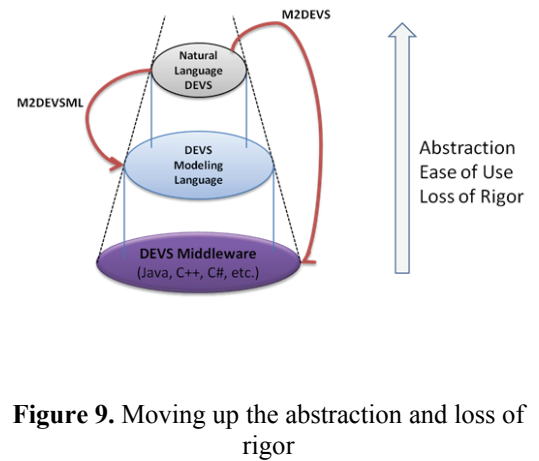 M2DEVS
Natural
Language
DEVS
M2DEVSML
DEVS
Modeling
Language
Abstraction
Ease of Use
Loss of Rigor
DEVS Middleware
(Java, C++, C#, etc.)
Figure 9. Moving up the abstraction and loss of
rigor